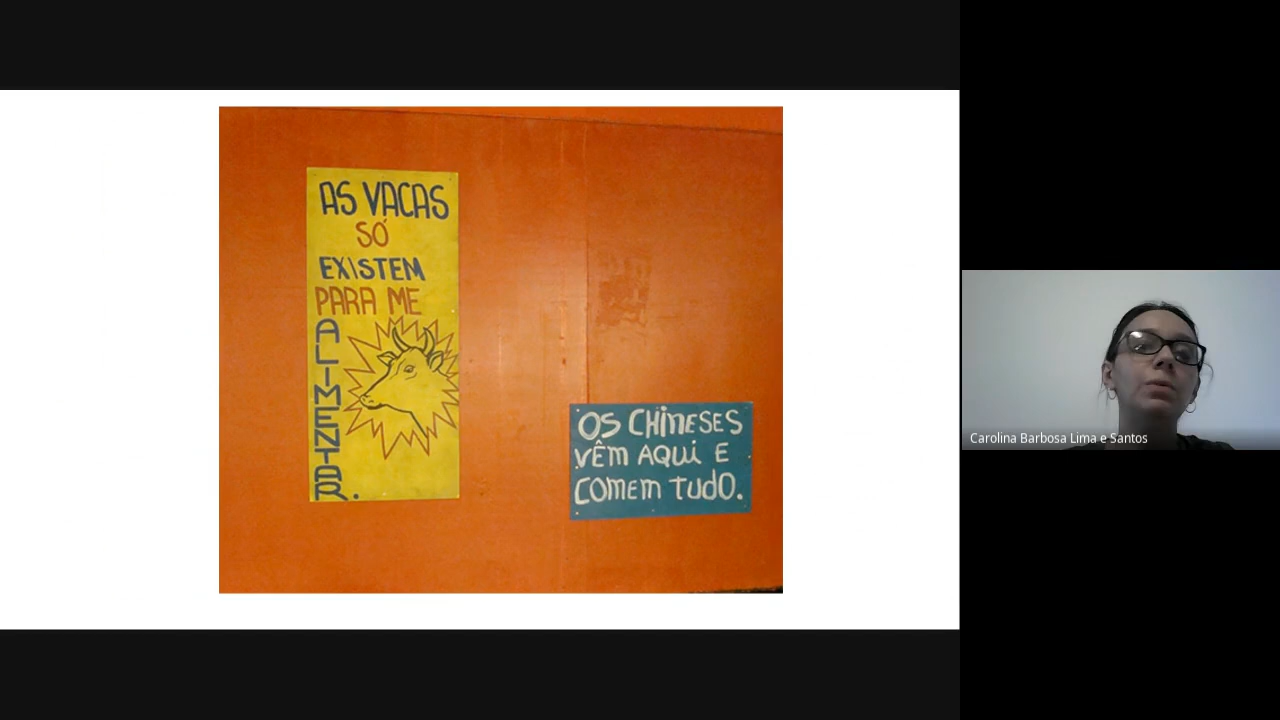 AS VACAS
SÓ
EXISTEM
PARA ME
ALIMENTAR.
OS CHINESES
VÊM AQUI E
COMEM TUDO.
Carolina Barbosa Lima e Santos